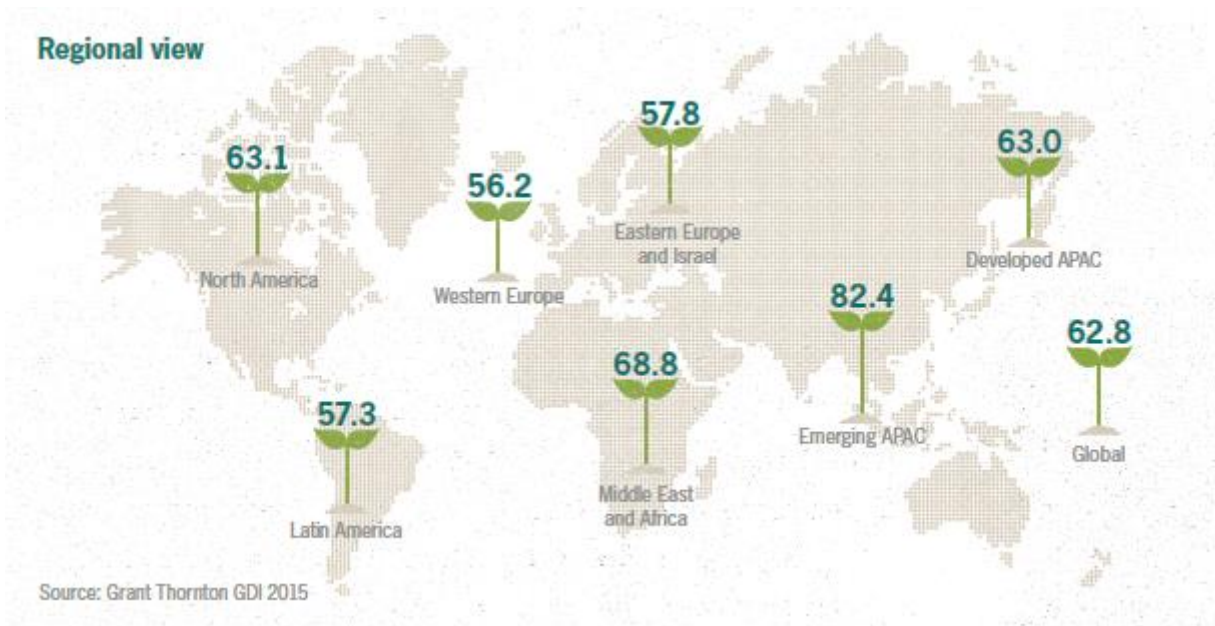 Regional view
57.8
Eastern Europe
and Israel
63.0
Developed APAC
63.1
North America
56.2
Western Europe
82.4
Emerging APAC
62.8
Global
68.8
Middle East
and Africa
57.3
Latin America
Source: Grant Thornton GDI 2015